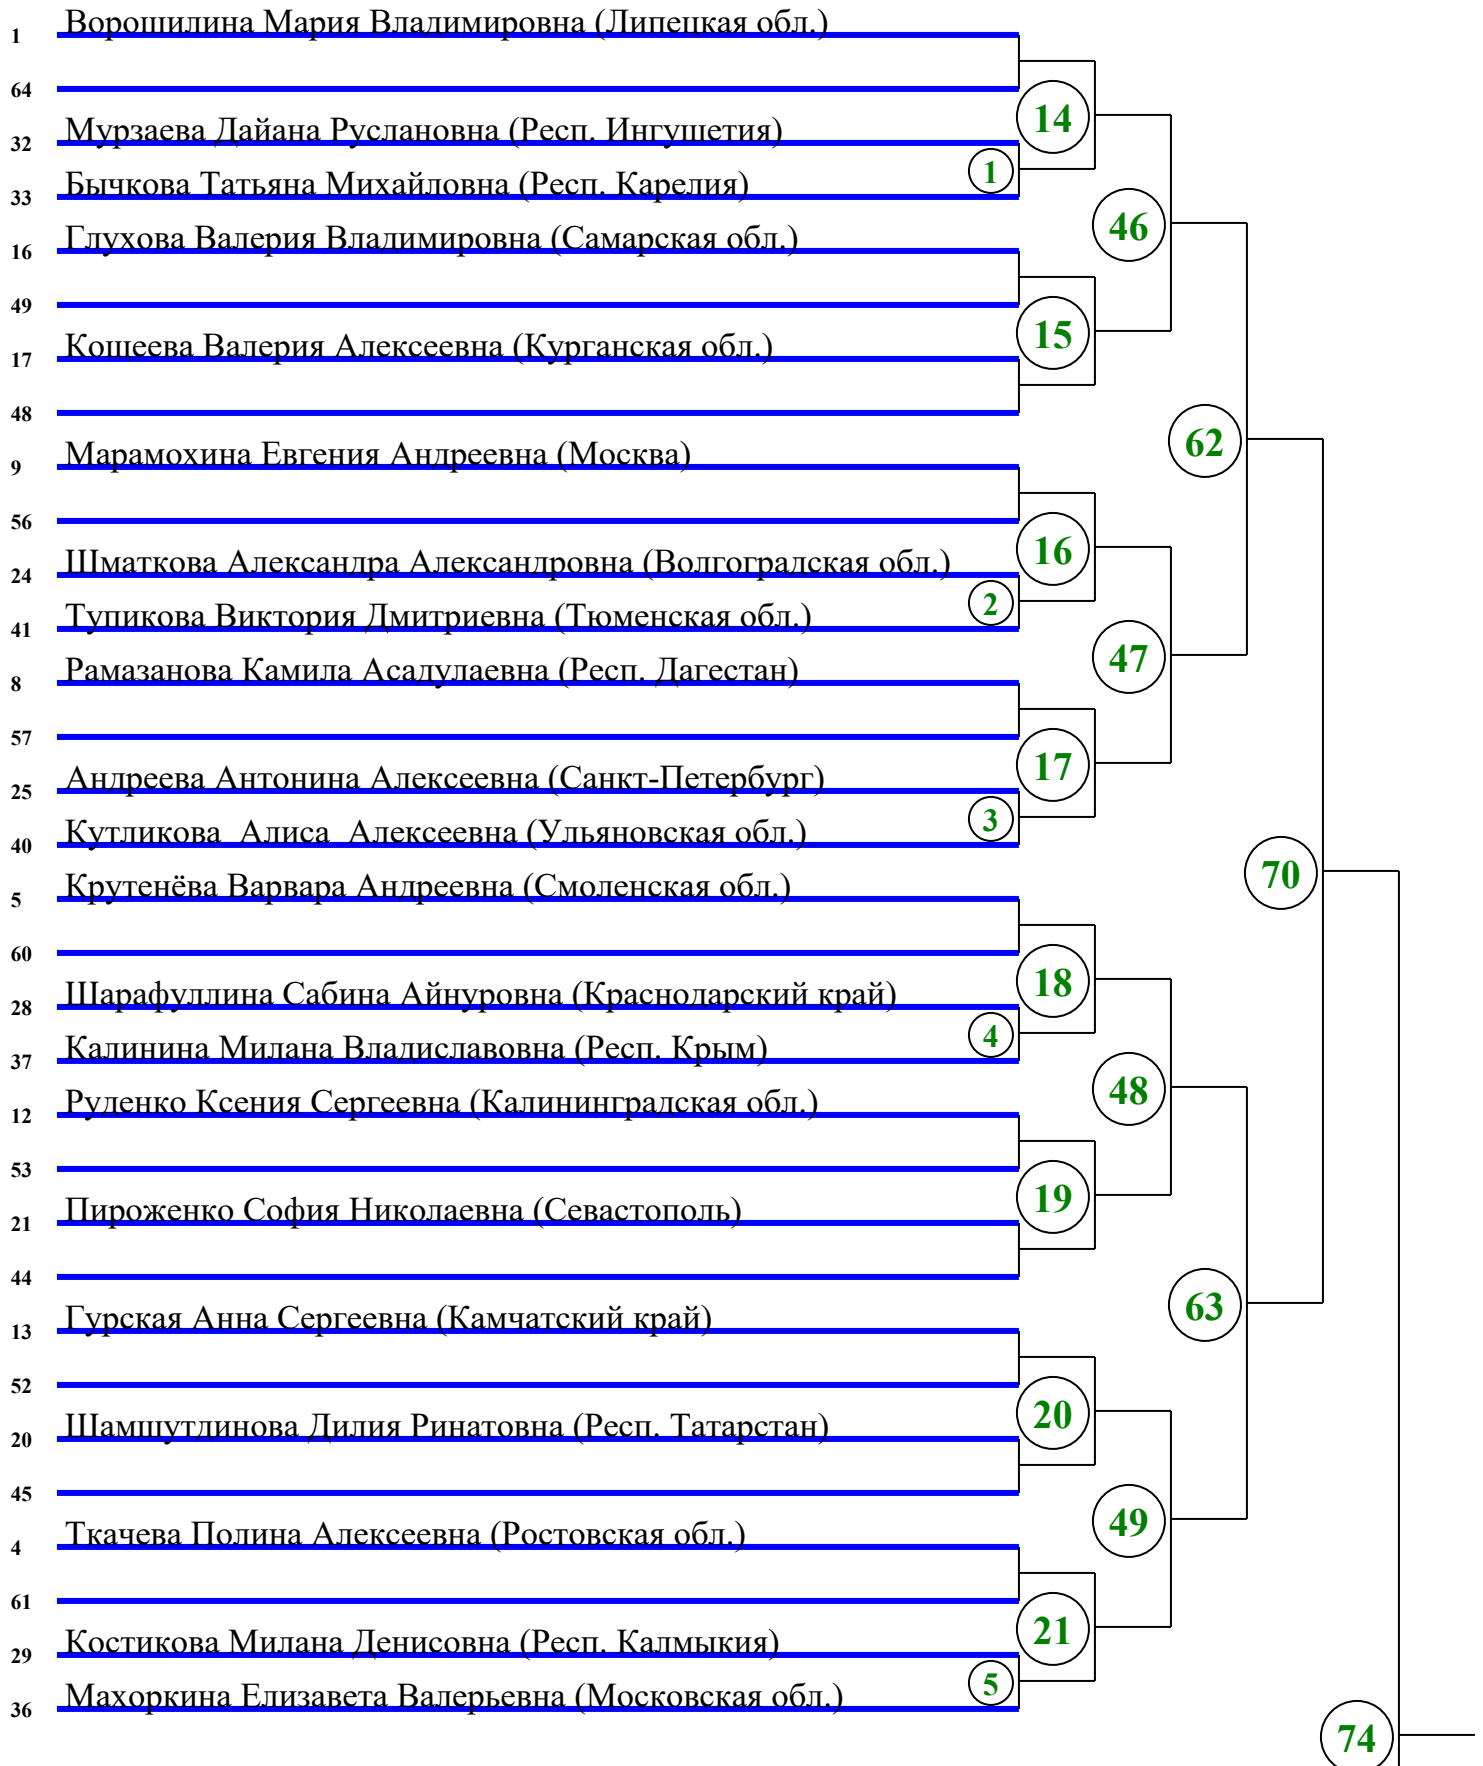 1 Ворошилина Мария Владимировна (Липецкая обл.)
64
14
32 Мурзаева Дайана Руслановна (Респ. Ингушетия)
1
33 Бычкова Татьяна Михайловна (Респ. Карелия)
46
16 Глухова Валерия Владимировна (Самарская обл.)
49
15
17 Кощеева Валерия Алексеевна (Курганская обл.)
48
62
9 Марамохина Евгения Андреевна (Москва)
56
16
24 Шматкова Александра Александровна (Волгоградская обл.)
2
41 Тупикова Виктория Дмитриевна (Тюменская обл.)
47
8 Рамазанова Камила Асадулаевна (Респ. Дагестан)
57
17
25 Андреева Антонина Алексеевна (Санкт-Петербург)
3
40 Кутликова Алиса Алексеевна (Ульяновская обл.)
70
5 Крутенёва Варвара Андреевна (Смоленская обл.)
60
18
28 Шарафуллина Сабина Айнуровна (Краснодарский край)
4
37 Калинина Милана Владиславовна (Респ. Крым)
48
12 Руденко Ксения Сергеевна (Калининградская обл.)
53
19
21 Пироженко София Николаевна (Севастополь)
44
63
13 Гурская Анна Сергеевна (Камчатский край)
52
20
20 Шамшутдинова Дилия Ринатовна (Респ. Татарстан)
45
49
4 Ткачева Полина Алексеевна (Ростовская обл.)
61
21
29 Костикова Милана Денисовна (Респ. Калмыкия)
5
36 Махоркина Елизавета Валерьевна (Московская обл.)
74